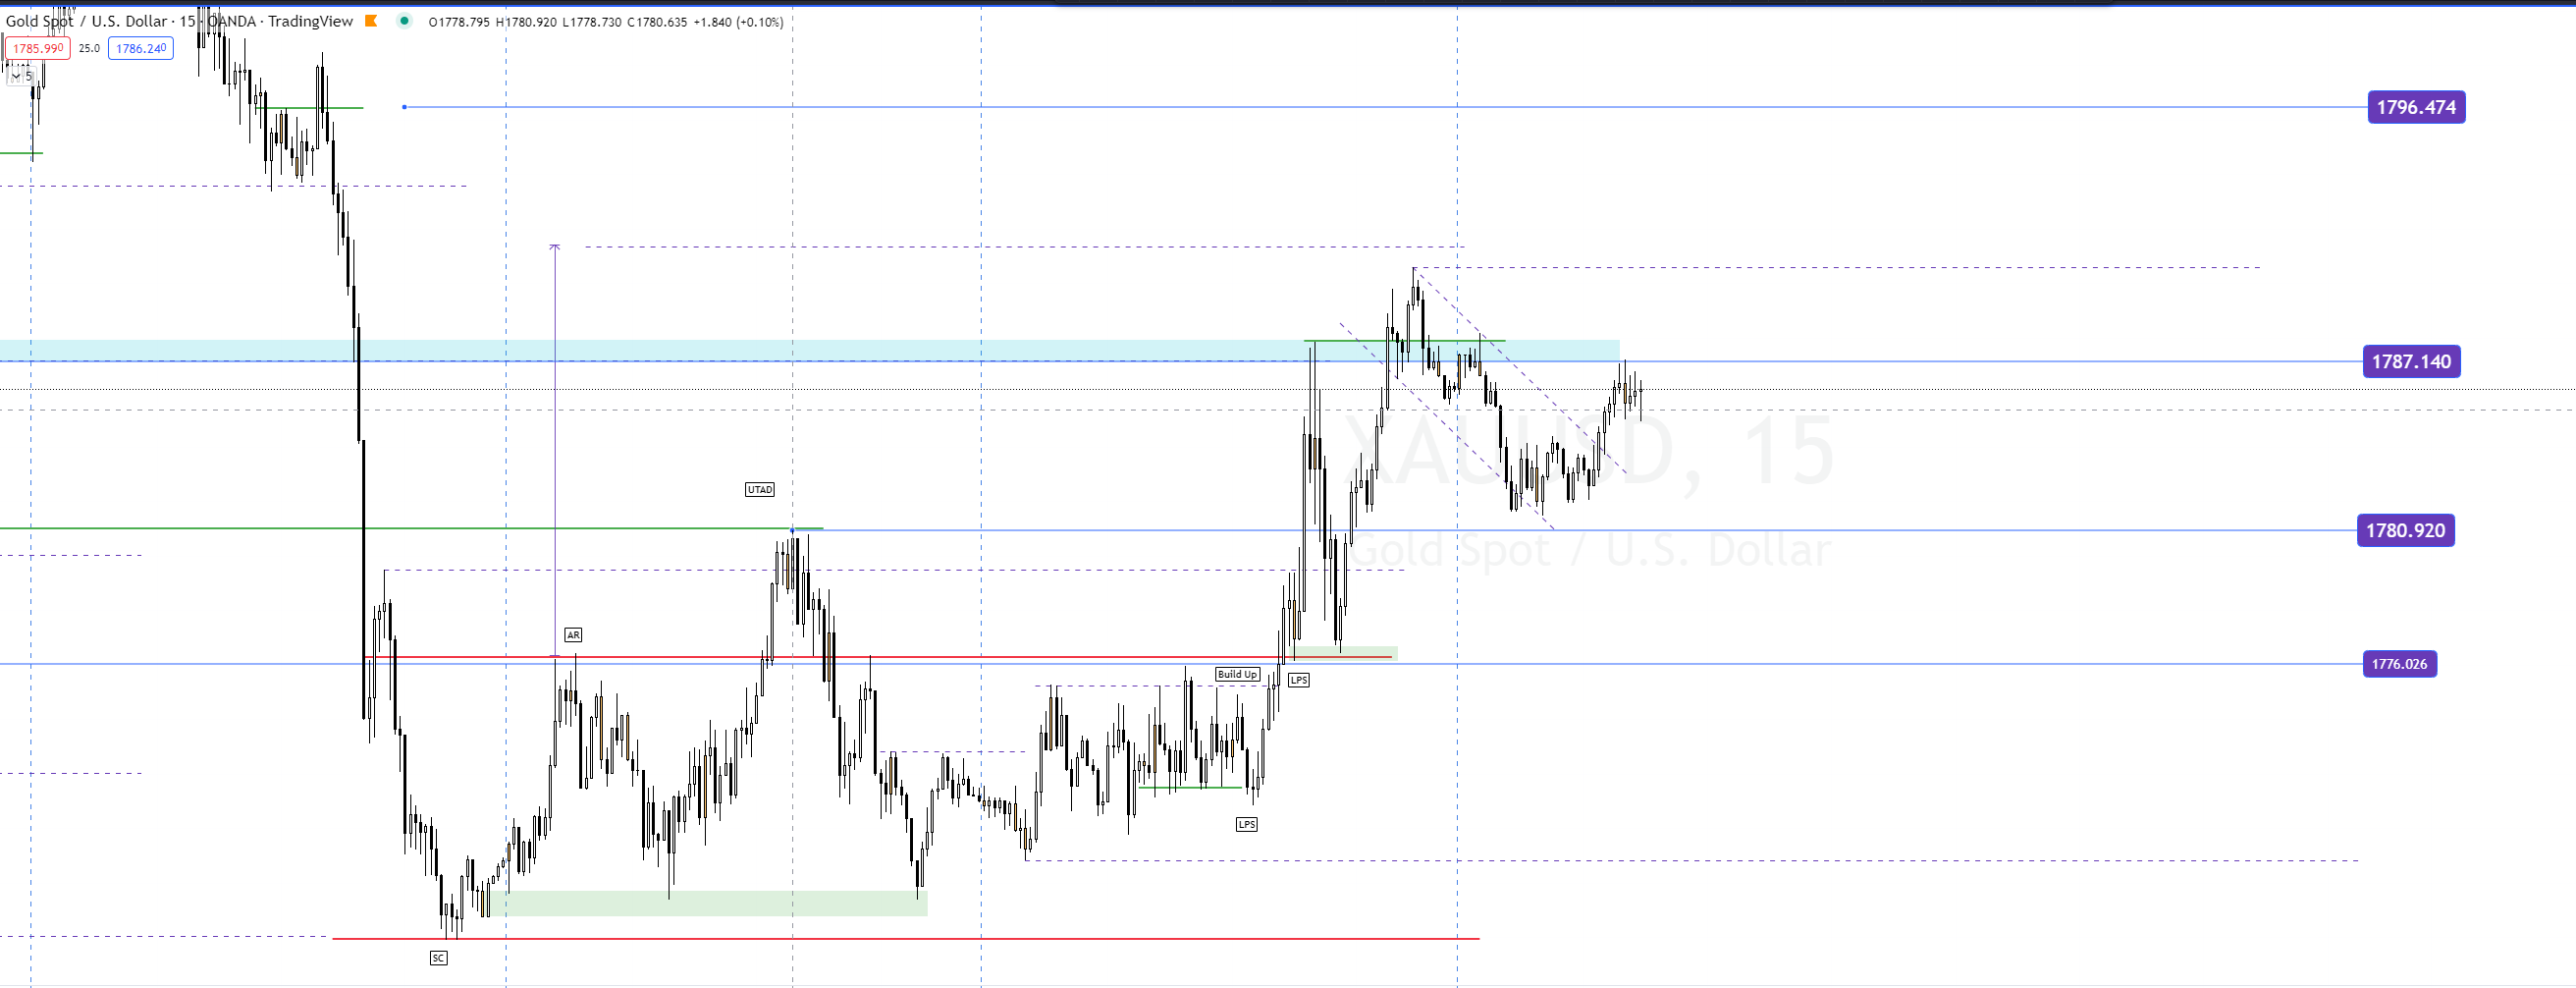 Gold Spot / U.S. Dollar · 15 · OANDA · TradingView O1778.795 H1780.920 L1778.730 C1780.635 +1.840 (+0.10%)
1785.990 25.0 1786.240
5
1796.474
1787.140
XAUUSD, 15
UTAD
1780.920
Gold Spot / U.S. Dollar
AR
1776.026
Build Up
LPS
LPS
SC